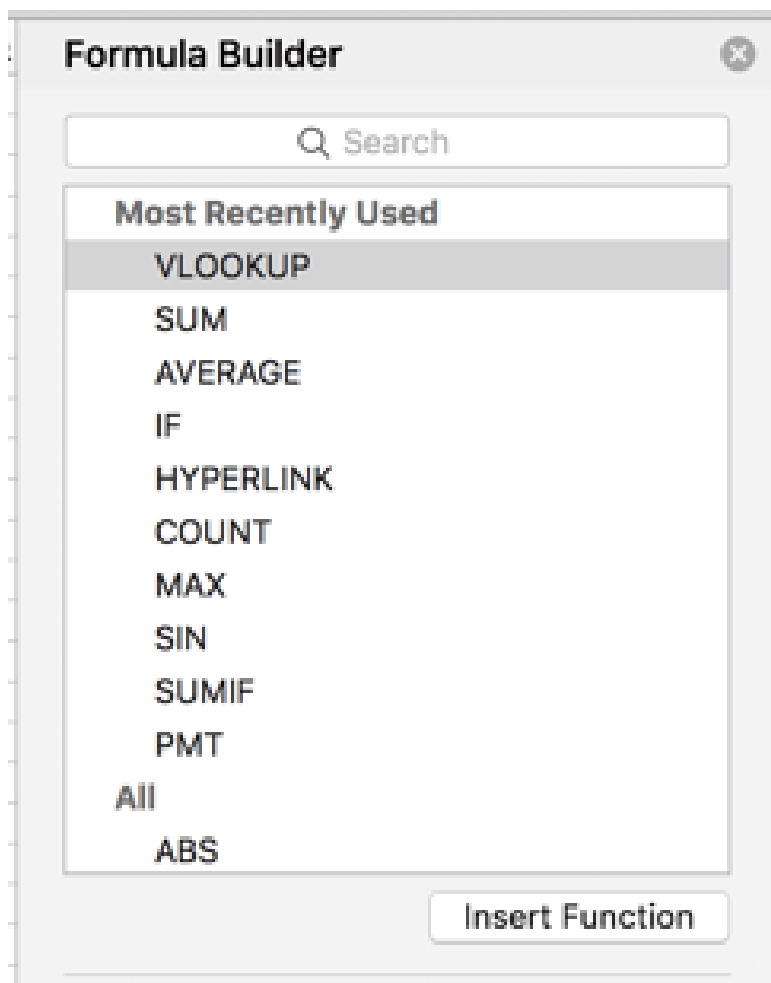 Formula Builder
Search
Most Recently Used
VLOOKUP
SUM
AVERAGE
IF
HYPERLINK
COUNT
MAX
SIN
SUMIF
PMT
All
ABS
Insert Function